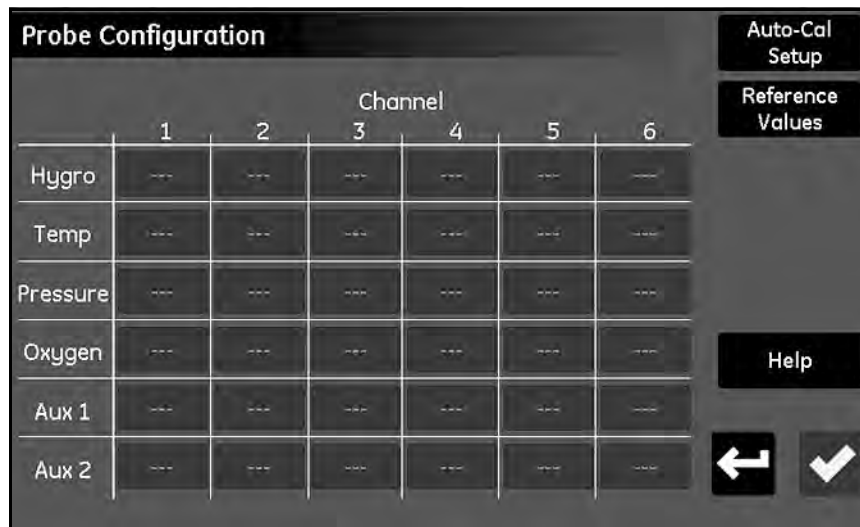 Probe Configuration
Auto-Cal
Setup
Reference
Values
Channel
1 2 3 4 5 6
Hygro --- --- --- --- --- ---
Temp --- --- --- --- --- ---
Pressure --- --- --- --- --- ---
Oxygen --- --- --- --- --- ---
Aux 1 --- --- --- --- --- ---
Aux 2 --- --- --- --- --- ---
Help